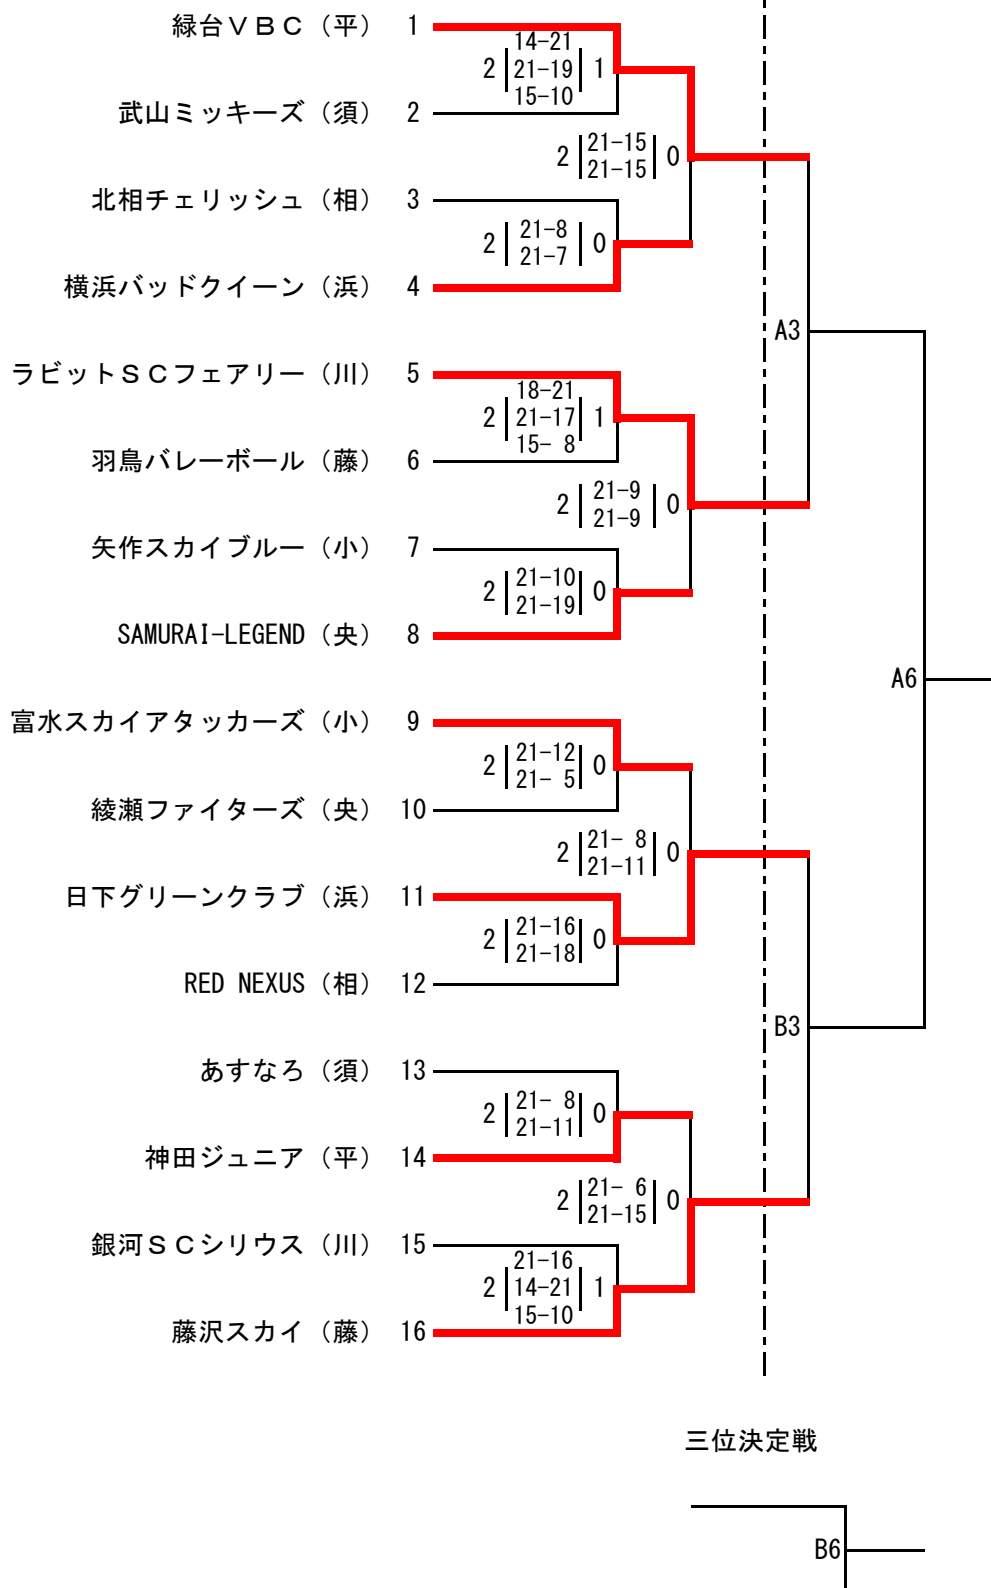 緑台ＶＢＣ（平） 1
14-21
2 21-19 1
15-10
武山ミッキーズ（須） 2
2 21-15 0
21-15
北相チェリッシュ（相） 3
2 21-8 0
21-7
横浜バッドクイーン（浜） 4
A3
ラビットＳＣフェアリー（川） 5
18-21
2 21-17 1
15- 8
羽鳥バレーボール（藤） 6
2 21-9 0
21-9
矢作スカイブルー（小） 7
2 21-10 0
21-19
SAMURAI-LEGEND（央） 8
A6
富水スカイアタッカーズ（小） 9
2 21-12 0
21- 5
綾瀬ファイターズ（央） 10
2 21- 8 0
21-11
日下グリーンクラブ（浜） 11
2 21-16 0
21-18
RED NEXUS（相） 12
B3
あすなろ（須） 13
2 21- 8 0
21-11
神田ジュニア（平） 14
2 21- 6 0
21-15
銀河ＳＣシリウス（川） 15
21-16
2 14-21 1
15-10
藤沢スカイ（藤） 16
三位決定戦
B6